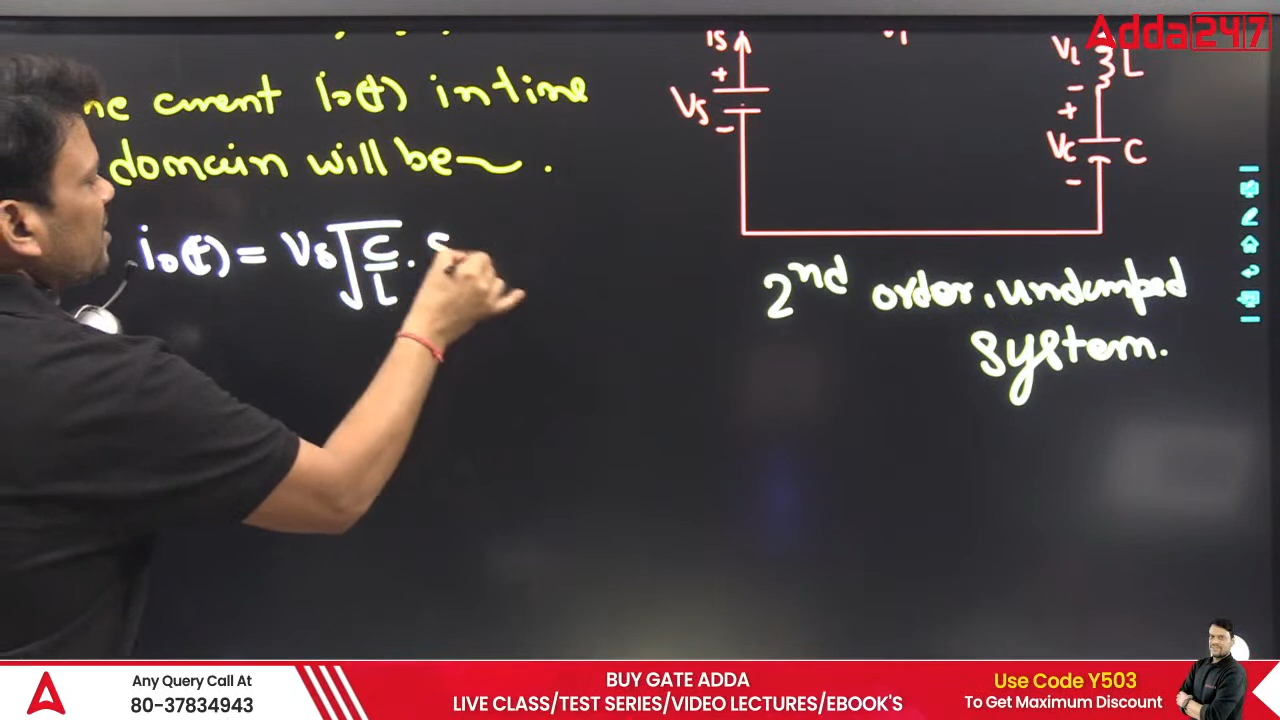 Adda247
is
+
Vs
-
VL
L
-
+
Vc
C
-
ne current io(t) in time
domain will be~.
io(t) = Vs√C/L . s
2nd order, undamped
system.
Any Query Call At
80-37834943
BUY GATE ADDA
LIVE CLASS/TEST SERIES/VIDEO LECTURES/EBOOK'S
Use Code Y503
To Get Maximum Discount